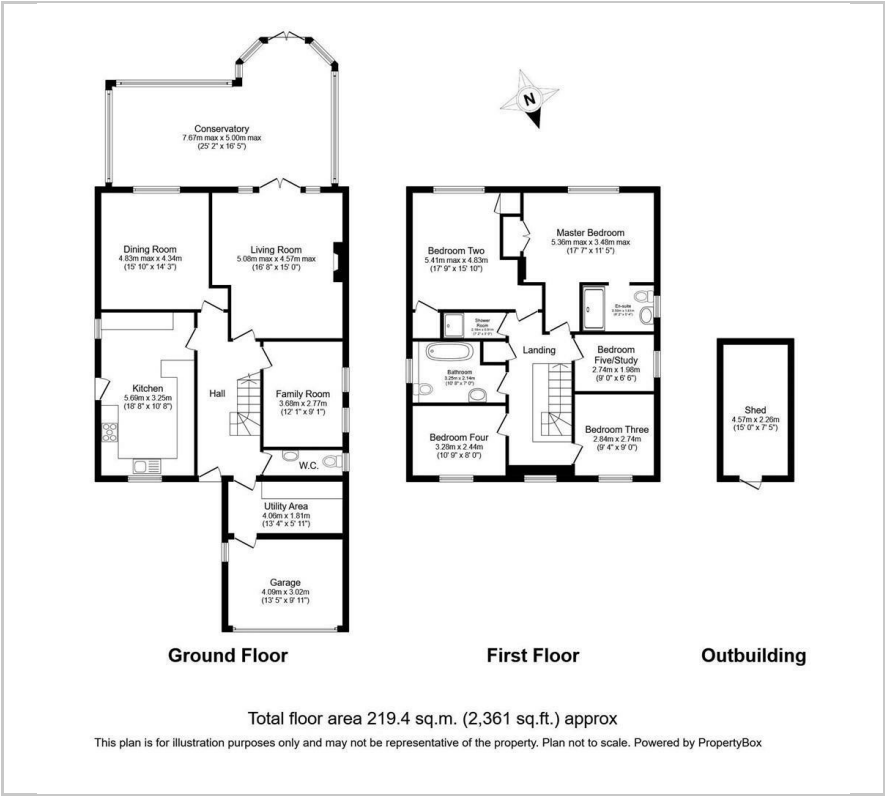 Conservatory
7.67m max x 5.00m max
(25' 2" x 16' 5")
N
Dining Room
4.83m max x 4.34m
(15' 10" x 14' 3")
Living Room
5.08m max x 4.57m max
(16' 8" x 15' 0")
Kitchen
5.69m x 3.25m
(18' 8" x 10' 8")
Hall
Family Room
3.68m x 2.77m
(12' 1" x 9' 1")
W.C.
Utility Area
4.06m x 1.81m
(13' 4" x 5' 11")
Garage
4.09m x 3.02m
(13' 5" x 9' 11")
Ground Floor
Bedroom Two
5.41m max x 4.83m
(17' 9" x 15' 10")
Master Bedroom
5.36m max x 3.48m max
(17' 7" x 11' 5")
En-suite
Shower
Room
Landing
Bathroom
3.25m x 2.14m
(10' 8" x 7' 0")
Bedroom
Five/Study
2.74m x 1.98m
(9' 0" x 6' 6")
Bedroom Four
3.28m x 2.44m
(10' 9" x 8' 0")
Bedroom Three
2.84m x 2.74m
(9' 4" x 9' 0")
First Floor
Shed
4.57m x 2.26m
(15' 0" x 7' 5")
Outbuilding
Total floor area 219.4 sq.m. (2,361 sq.ft.) approx
This plan is for illustration purposes only and may not be representative of the property. Plan not to scale. Powered by PropertyBox